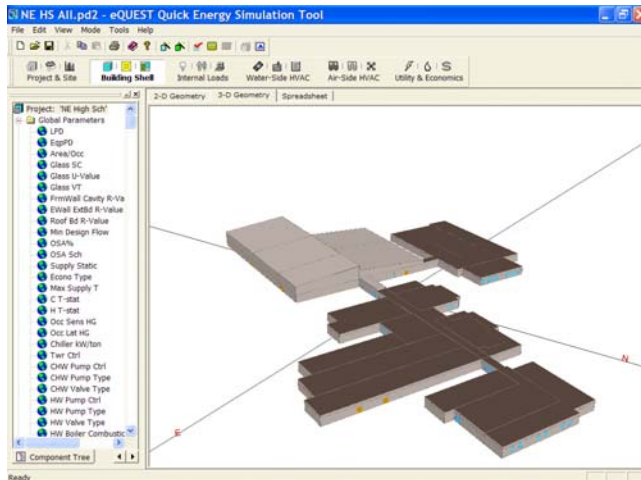 NE HS All.pd2 - eQUEST Quick Energy Simulation Tool
File Edit View Mode Tools Help
Project & Site Building Shell Internal Loads Water-Side HVAC Air-Side HVAC Utility & Economics
2-D Geometry 3-D Geometry Spreadsheet
Project: 'NE High Sch'
Global Parameters
LPD
EqpPD
Area/Occ
Glass SC
Glass U-Value
Glass VT
FrmWall Cavity R-Va
EWall ExtBd R-Value
Roof Bd R-Value
Min Design Flow
OSA%
OSA Sch
Supply Static
Econo Type
Max Supply T
C T-stat
H T-stat
Occ Sens HG
Occ Lat HG
Chiller kW/ton
Twr Ctrl
CHW Pump Ctrl
CHW Pump Type
CHW Valve Type
HW Pump Ctrl
HW Pump Type
HW Valve Type
HW Boiler Combustic
N
E
Component Tree
Ready